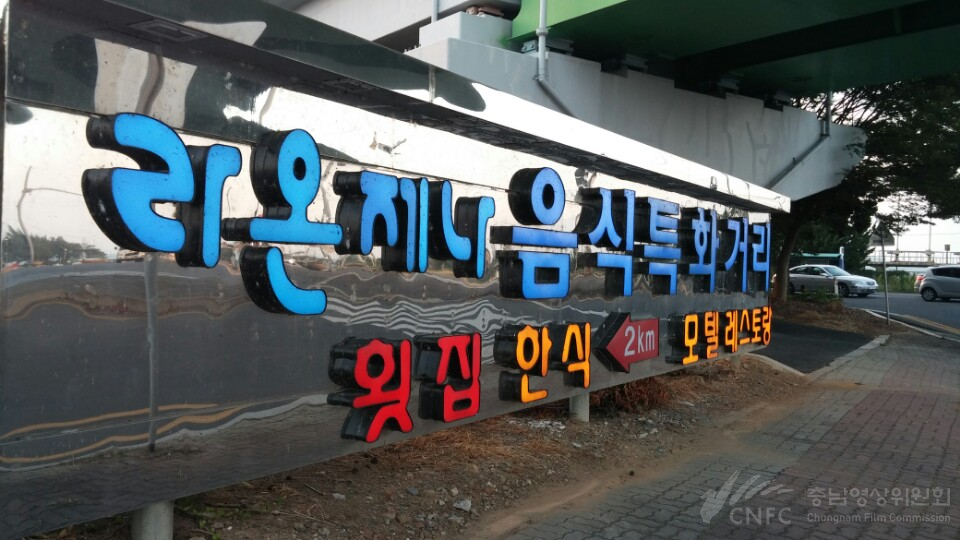 라온제나 음식특화거리
횟집 한식 2km 모텔 레스토랑
충남영상위원회
CNFC Chungnam Film Commission